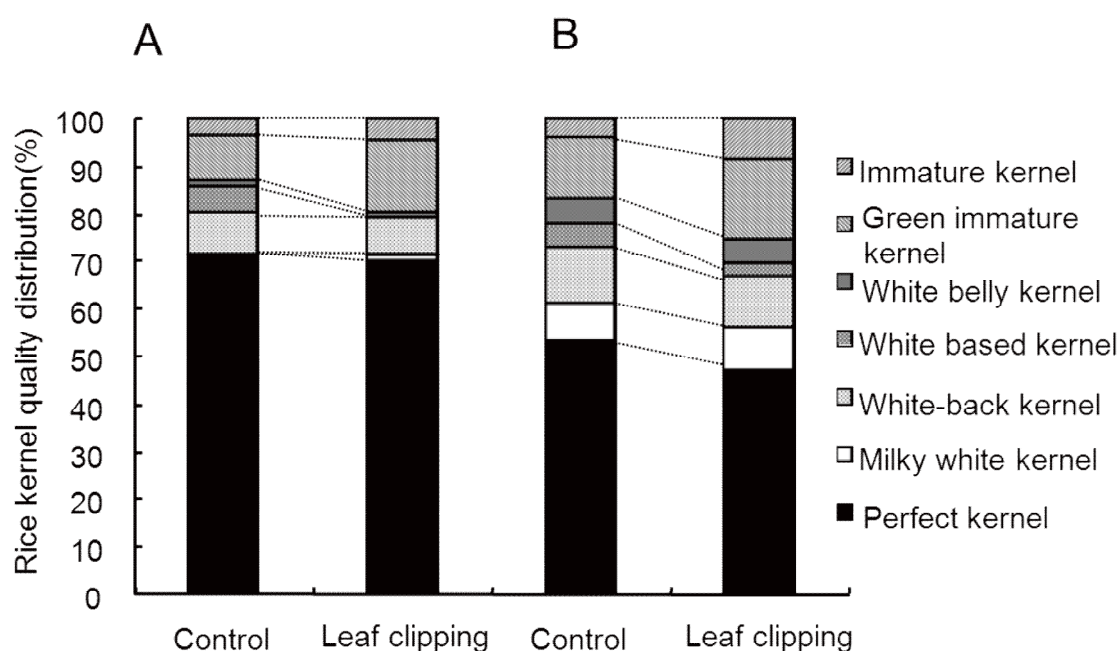 A
B
Rice kernel quality distribution(%)
100
90
80
70
60
50
40
30
20
10
0
Control
Leaf clipping
Control
Leaf clipping
Immature kernel
Green immature
kernel
White belly kernel
White based kernel
White-back kernel
Milky white kernel
Perfect kernel